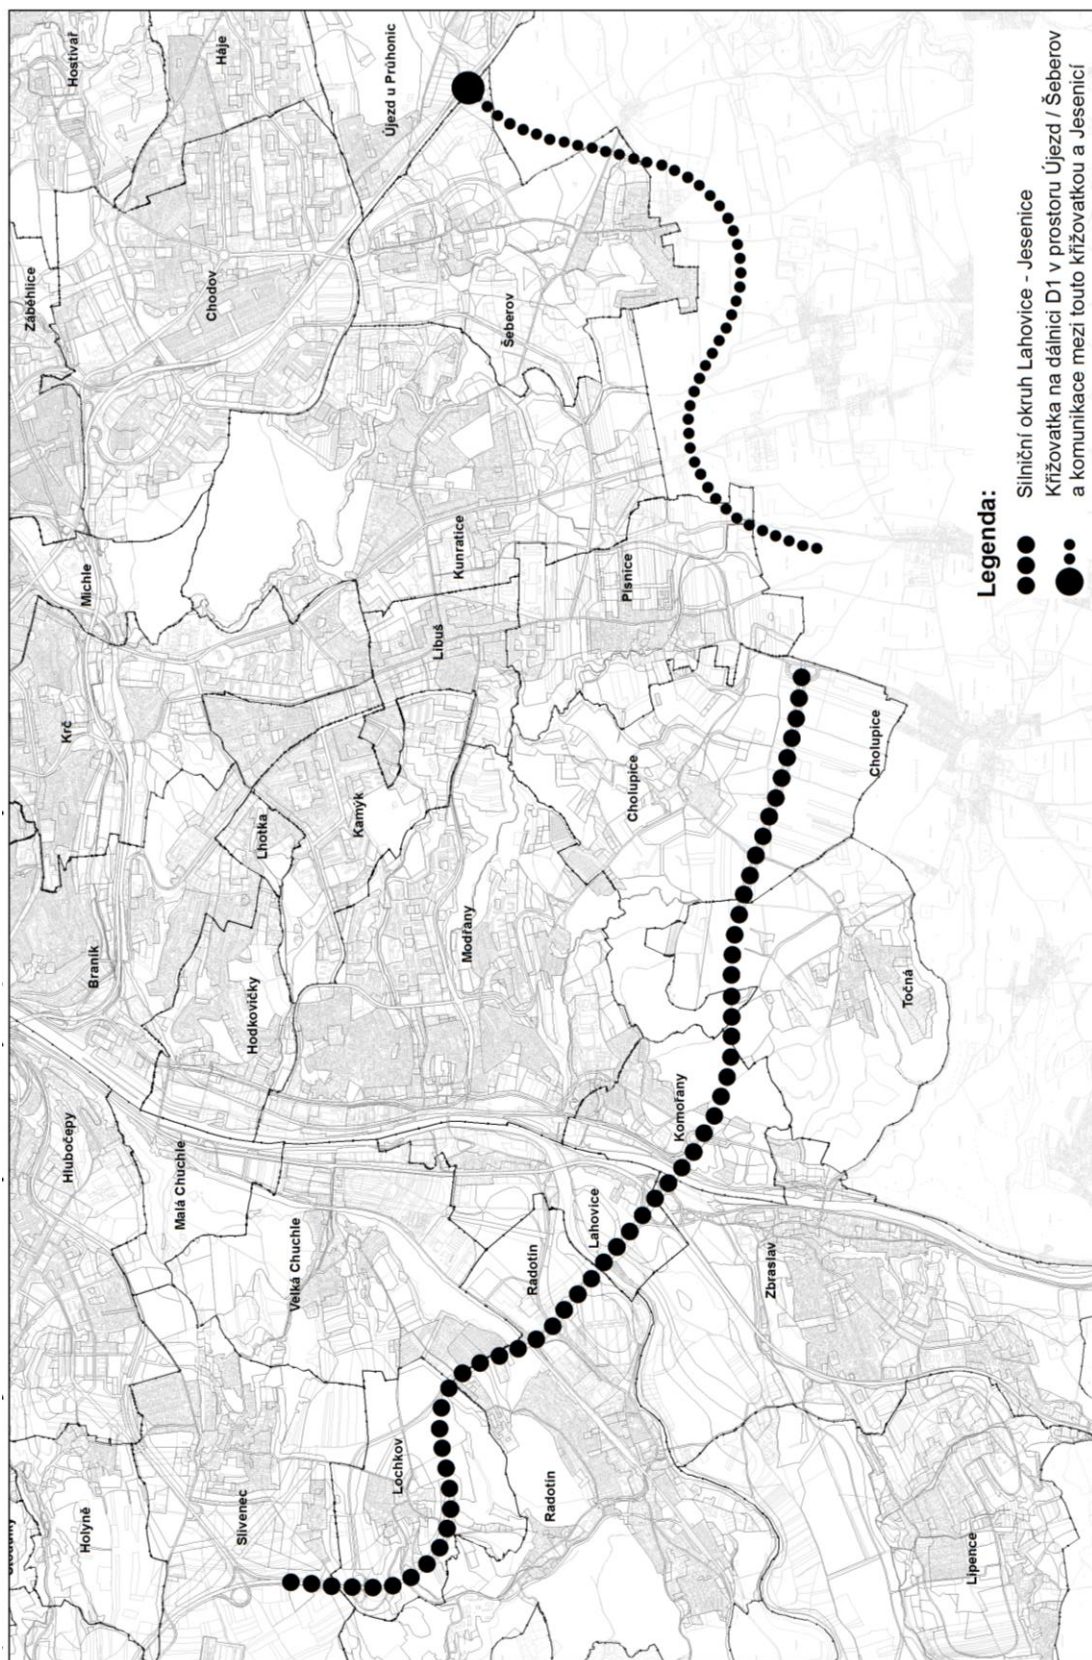 Holyně
Slivenec
Lochkov
Radotín
Lipence
Hlubočepy
Malá Chuchle
Velká Chuchle
Radotín
Lahovice
Zbraslav
Komořany
Braník
Hodkovičky
Modřany
Točná
Krč
Lhotka
Kamýk
Cholupice
Cholupice
Michle
Libuš
Kunratice
Písnice
Záběhlice
Chodov
Šeberov
Hostivař
Háje
Újezd u Průhonic
Legenda:
Silniční okruh Lahovice - Jesenice
Křižovatka na dálnici D1 v prostoru Újezd / Šeberov
a komunikace mezi touto křižovatkou a Jesenicí